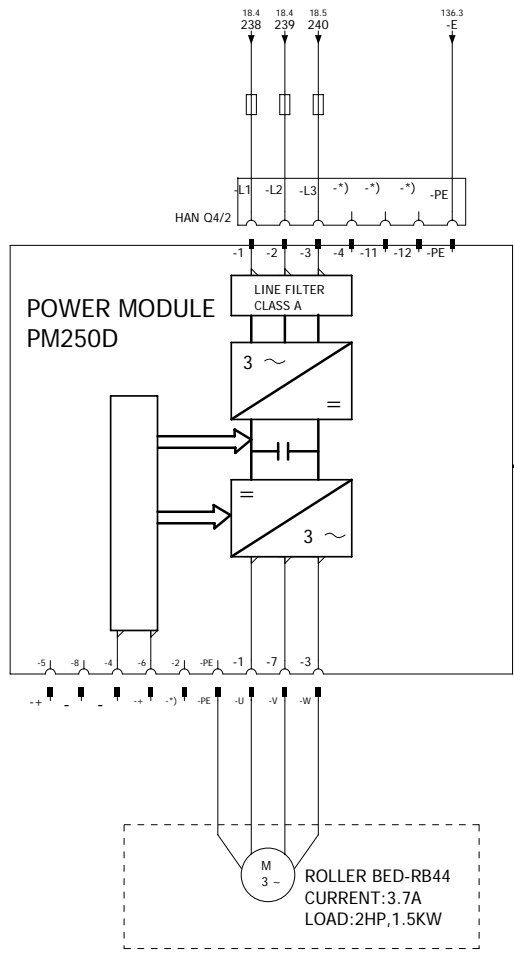 18.4 18.4 18.5 136.3
238 239 240 -E
-L1 -L2 -L3 -*) -*) -*) -PE
HAN Q4/2
-1 -2 -3 -4 -11 -12 -PE
LINE FILTER
CLASS A
POWER MODULE
PM250D
3 ~
=
=
3 ~
-5 -8 -4 -6 -2 -PE -1 -7 -3
-+ - - -+ -*) -PE -U -V -W
M
3 ~
ROLLER BED-RB44
CURRENT:3.7A
LOAD:2HP,1.5KW